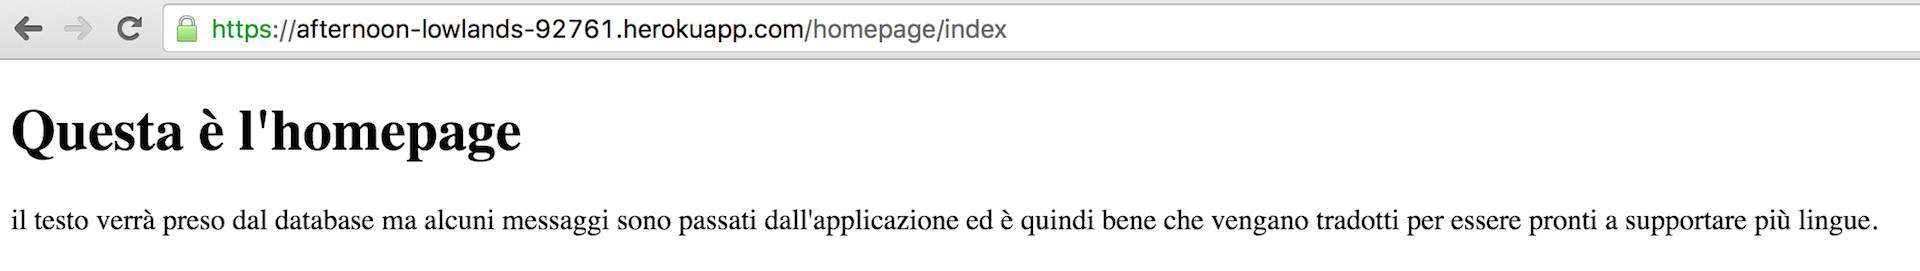 https://afternoon-lowlands-92761.herokuapp.com/homepage/index
Questa è l'homepage
il testo verrà preso dal database ma alcuni messaggi sono passati dall'applicazione ed è quindi bene che vengano tradotti per essere pronti a supportare più lingue.